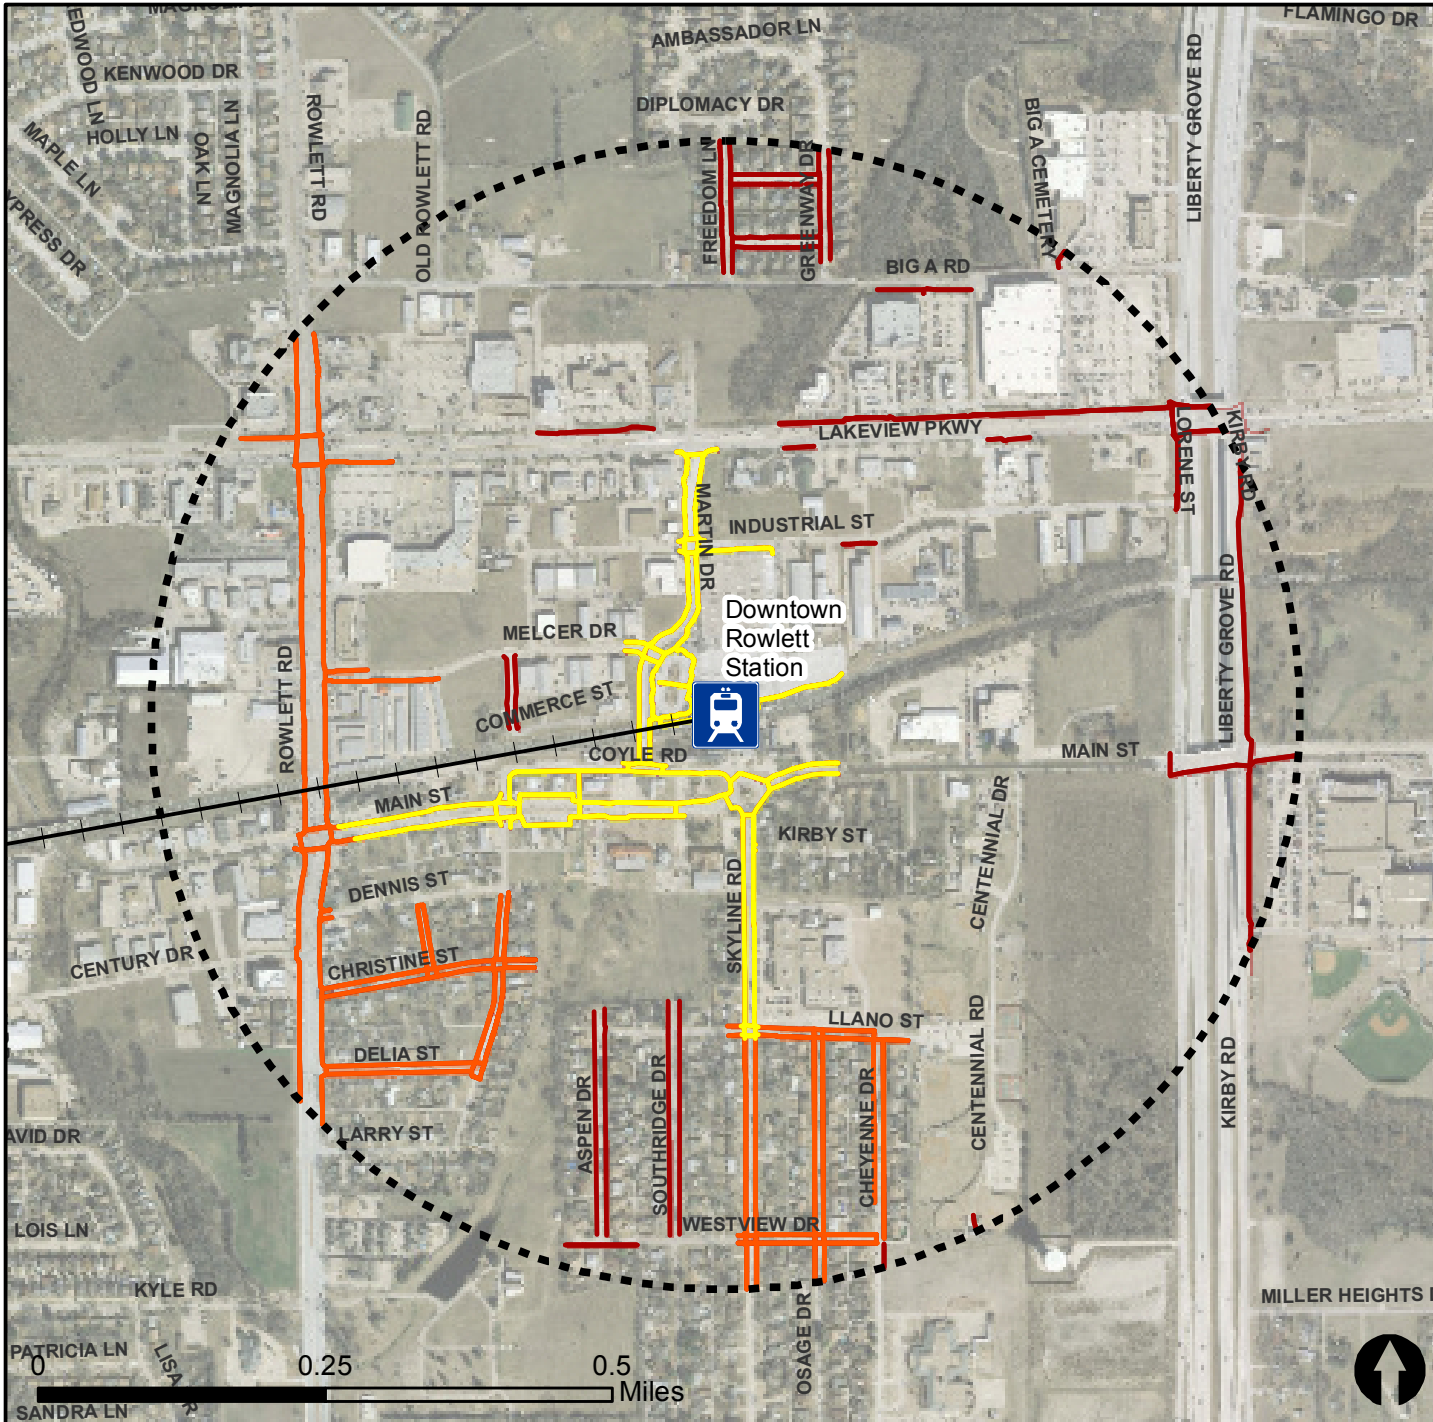 FLAMINGO DR
AMBASSADOR LN
KENWOOD DR
DIPLOMACY DR
HOLLY LN
MAPLE LN
OAK LN
MAGNOLIA LN
ROWLETT RD
OLD ROWLETT RD
FREEDOM LN
GREENWAY DR
BIG A CEMETERY
LIBERTY GROVE RD
BIG A RD
LAKEVIEW PKWY
LORENE ST
KIRBY RD
MARTIN DR
INDUSTRIAL ST
LIBERTY GROVE RD
Downtown
Rowlett
Station
MELCER DR
COMMERCE ST
ROWLETT RD
COYLE RD
MAIN ST
MAIN ST
KIRBY ST
CENTENNIAL DR
DENNIS ST
SKYLINE RD
CENTURY DR
CHRISTINE ST
LLANO ST
DELIA ST
CENTENNIAL RD
KIRBY RD
ASPEN DR
SOUTHRIDGE DR
CHEYENNE DR
AVID DR
LARRY ST
LOIS LN
WESTVIEW DR
KYLE RD
MILLER HEIGHTS
OSAGE DR
PATRICIA LN
SANDRA LN
0 0.25 0.5
Miles